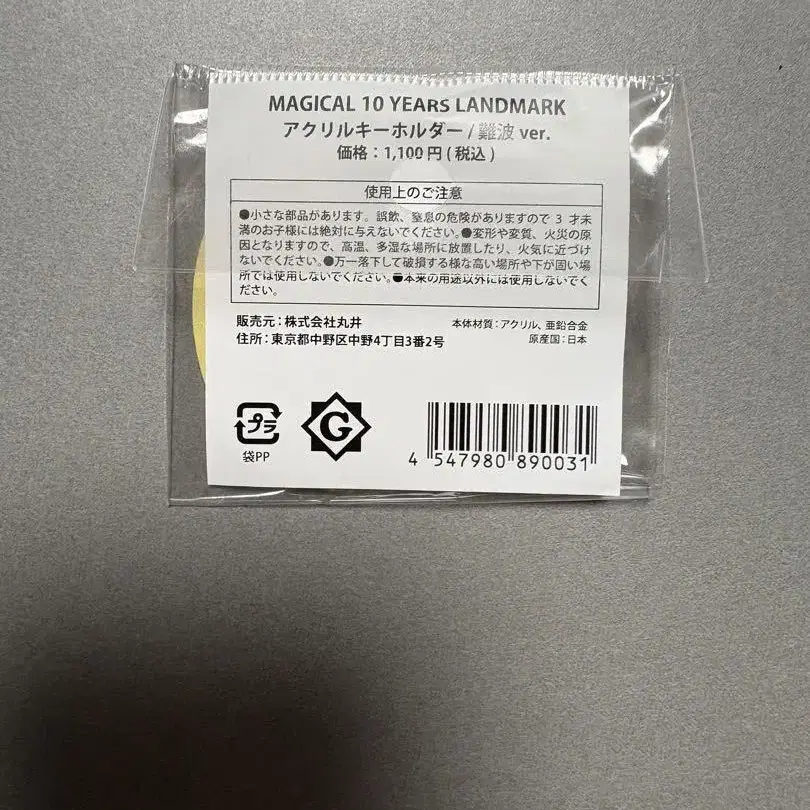 MAGICAL 10 YEARS LANDMARK
アクリルキーホルダー / 難波 ver.
価格：1,100 円 ( 税込 )
使用上のご注意
●小さな部品があります。誤飲、窒息の危険がありますので 3 才未
満のお子様には絶対に与えないでください。●変形や変質、火災の原
因となりますので、高温、多湿な場所に放置したり、火気に近づけ
ないでください。●万一落下して破損する様な高い場所や下が固い場
所では使用しないでください。●本来の用途以外には使用しないでく
ださい。
販売元：株式会社丸井
住所：東京都中野区中野4丁目3番2号
本体材質：アクリル、亜鉛合金
原産国：日本
プラ
袋PP
G
4 547980 890031